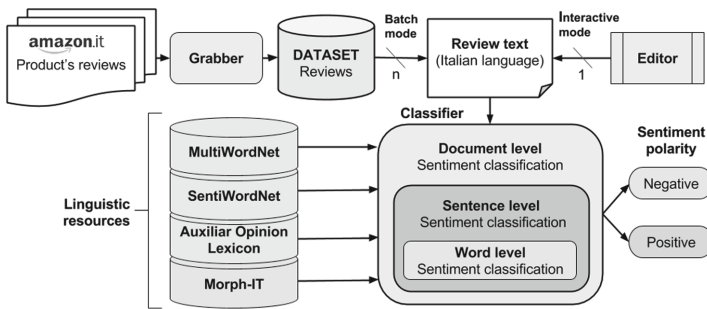 amazon.it
Product's reviews
Grabber
DATASET
Reviews
Batch
mode
n
Review text
(Italian language)
Interactive
mode
1
Editor
Classifier
Linguistic
resources
MultiWordNet
SentiWordNet
Auxiliar Opinion
Lexicon
Morph-IT
Document level
Sentiment classification
Sentence level
Sentiment classification
Word level
Sentiment classification
Sentiment
polarity
Negative
Positive